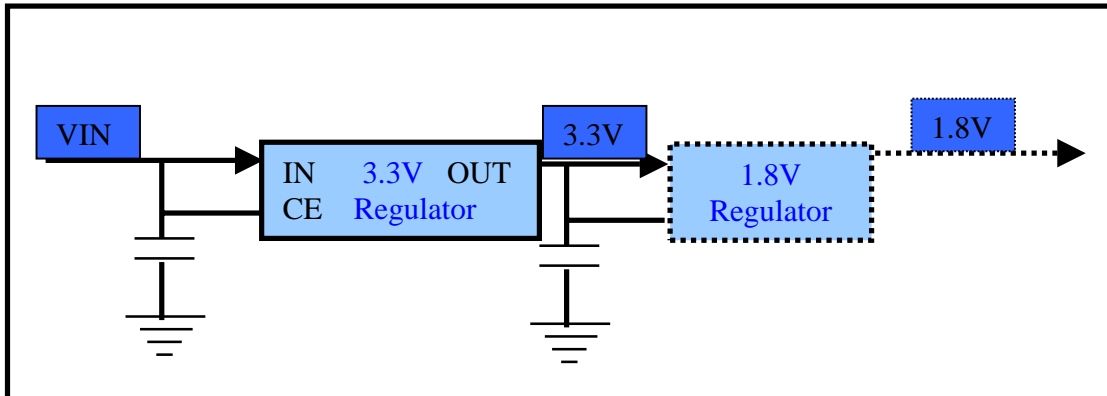 VIN
3.3V
1.8V
IN 3.3V OUT
CE Regulator
1.8V
Regulator